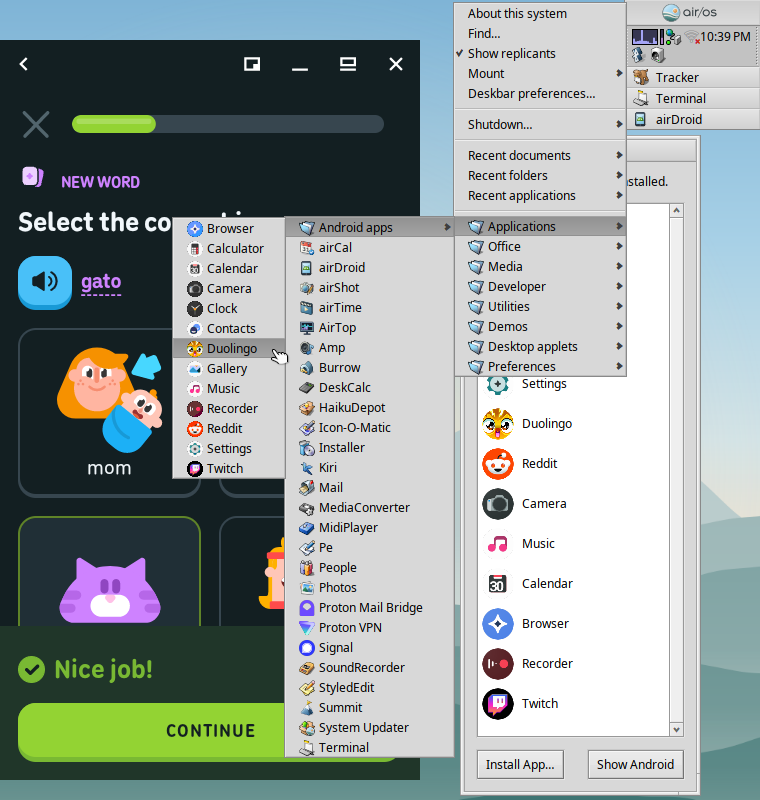 air/os
10:39 PM
Tracker
Terminal
airDroid
About this system
Find...
Show replicants
Mount
Deskbar preferences...
Shutdown...
Recent documents
Recent folders
Recent applications
Applications
Office
Media
Developer
Utilities
Demos
Desktop applets
Preferences
Android apps
airCal
airDroid
airShot
airTime
AirTop
Amp
Burrow
DeskCalc
HaikuDepot
Icon-O-Matic
Installer
Kiri
Mail
MediaConverter
MidiPlayer
Pe
People
Photos
Proton Mail Bridge
Proton VPN
Signal
SoundRecorder
StyledEdit
Summit
System Updater
Terminal
Browser
Calculator
Calendar
Camera
Clock
Contacts
Duolingo
Gallery
Music
Recorder
Reddit
Settings
Twitch
NEW WORD
Select the
gato
mom
Nice job!
CONTINUE
Settings
Duolingo
Reddit
Camera
Music
30
Calendar
Browser
Recorder
Twitch
Install App...
Show Android